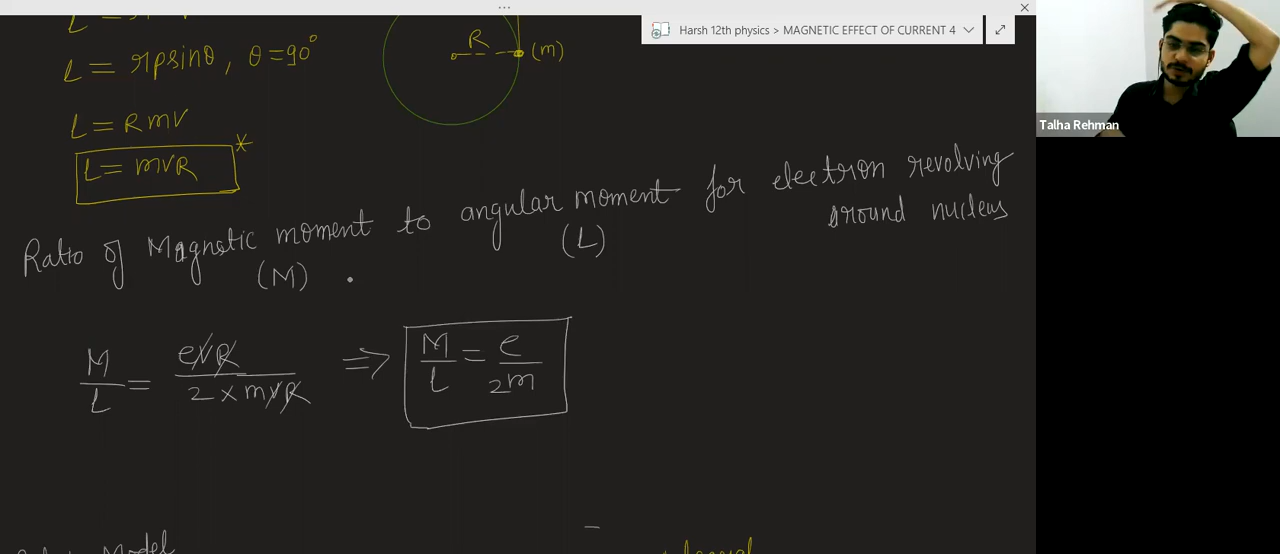 Harsh 12th physics > MAGNETIC EFFECT OF CURRENT 4
Talha Rehman
L = rpsinθ, θ = 90°
R
(m)
L = RmV
L = mVR *
Ratio of Magnetic moment to angular moment for electron revolving
around nucleus
(M)
(L)
M/L = evR/2 × mvR ⇒ M/L = e/2m
Model